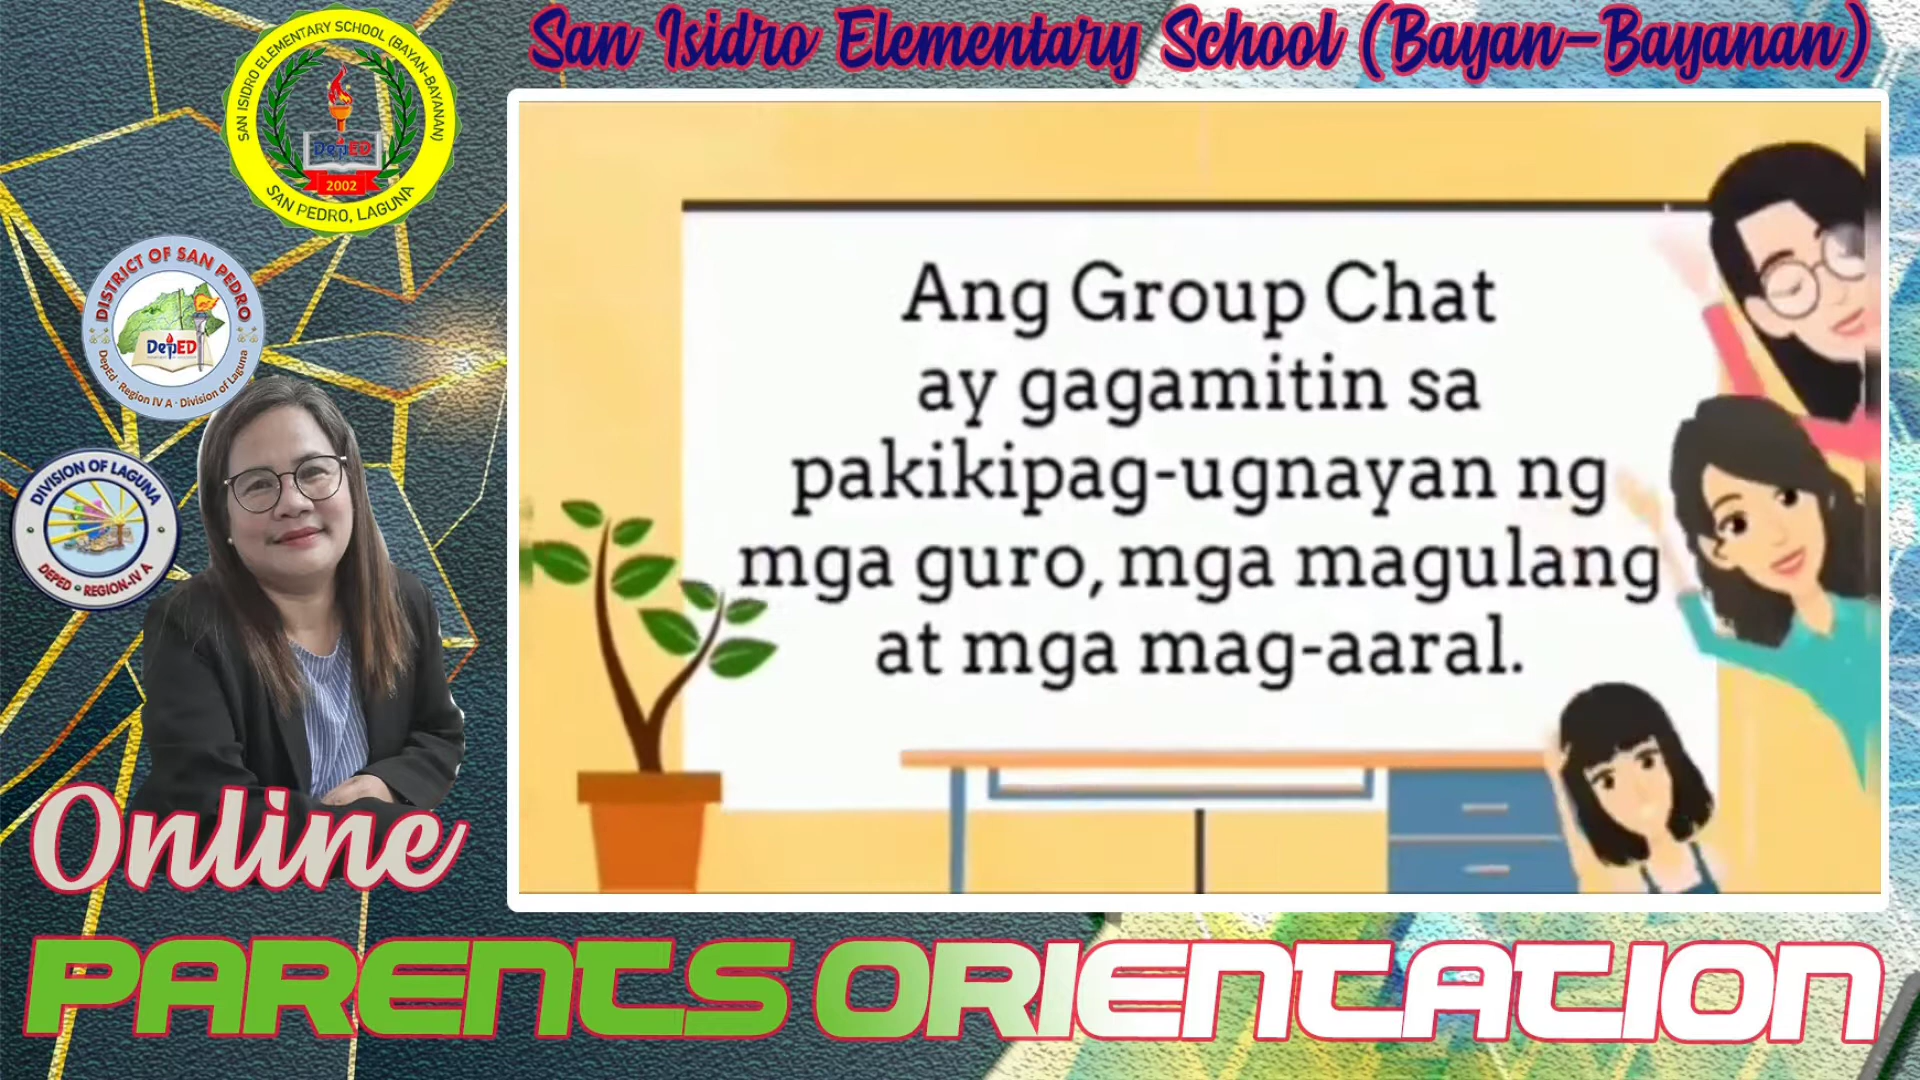 San Isidro Elementary School (Bayan-Bayanan)
SAN ISIDRO ELEMENTARY SCHOOL (BAYAN-BAYANAN)
DepED
2002
SAN PEDRO, LAGUNA
DISTRICT OF SAN PEDRO
DepED
DepEd · Region IV A · Division of Laguna
DIVISION OF LAGUNA
DEPED • REGION-IV A
Ang Group Chat
ay gagamitin sa
pakikipag-ugnayan ng
mga guro, mga magulang
at mga mag-aaral.
Online
PARENTS ORIENTATION